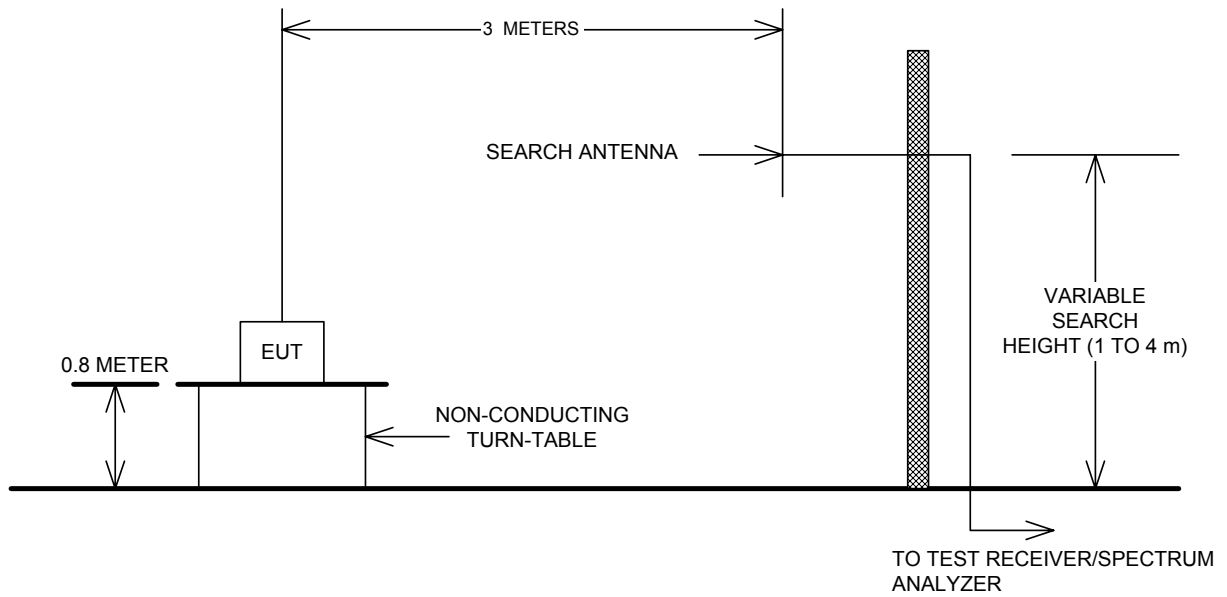 3 METERS
SEARCH ANTENNA
VARIABLE
SEARCH
HEIGHT (1 TO 4 m)
EUT
0.8 METER
NON-CONDUCTING
TURN-TABLE
TO TEST RECEIVER/SPECTRUM
ANALYZER